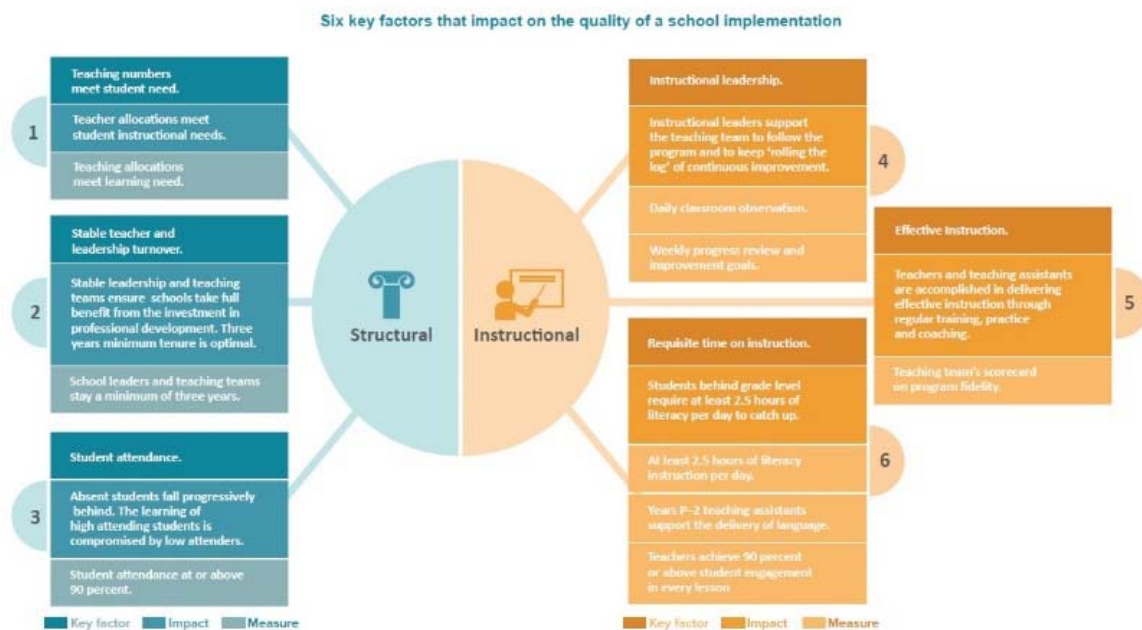 Six key factors that impact on the quality of a school implementation
1
Teaching numbers
meet student need.
Teacher allocations meet
student instructional needs.
Teaching allocations
meet learning need.
2
Stable teacher and
leadership turnover.
Stable leadership and teaching
teams ensure schools take full
benefit from the investment in
professional development. Three
years minimum tenure is optimal.
School leaders and teaching teams
stay a minimum of three years.
3
Student attendance.
Absent students fall progressively
behind. The learning of
high attending students is
compromised by low attenders.
Student attendance at or above
90 percent.
Key factor Impact Measure
Structural
Instructional
4
Instructional leadership.
Instructional leaders support
the teaching team to follow the
program and to keep ‘rolling the
log’ of continuous improvement.
Daily classroom observation.
Weekly progress review and
improvement goals.
5
Effective Instruction.
Teachers and teaching assistants
are accomplished in delivering
effective instruction through
regular training, practice
and coaching.
Teaching team’s scorecard
on program fidelity.
6
Requisite time on instruction.
Students behind grade level
require at least 2.5 hours of
literacy per day to catch up.
At least 2.5 hours of literacy
instruction per day.
Years P–2 teaching assistants
support the delivery of language.
Teachers achieve 90 percent
or above student engagement
in every lesson
Key factor Impact Measure